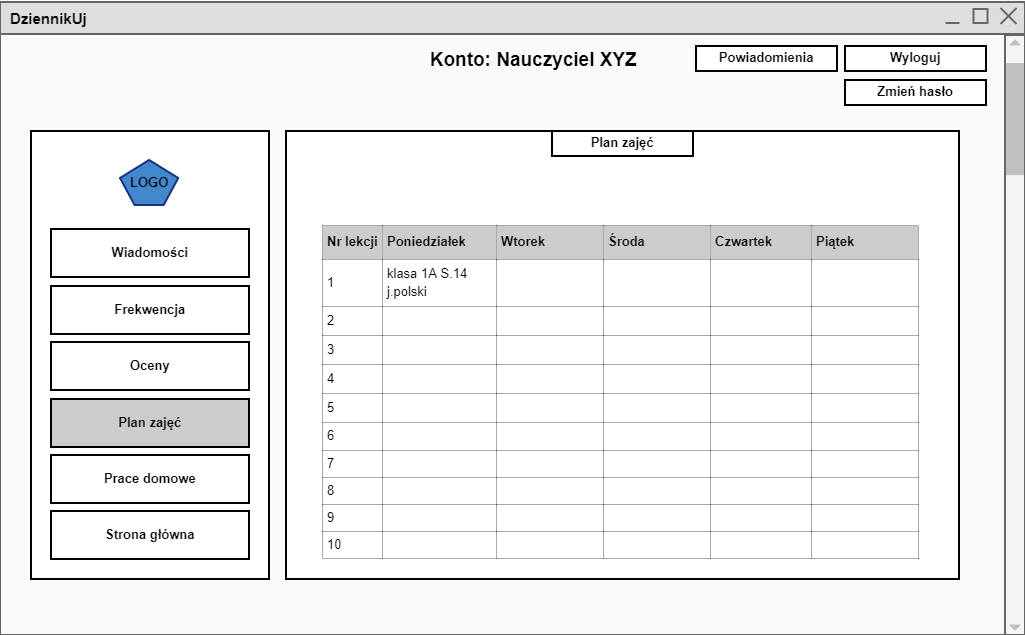 DziennikUj
Konto: Nauczyciel XYZ
Powiadomienia
Wyloguj
Zmień hasło
LOGO
Wiadomości
Frekwencja
Oceny
Plan zajęć
Prace domowe
Strona główna
Plan zajęć
Nr lekcji Poniedziałek Wtorek Środa Czwartek Piątek
1 klasa 1A S.14
j.polski
2
3
4
5
6
7
8
9
10